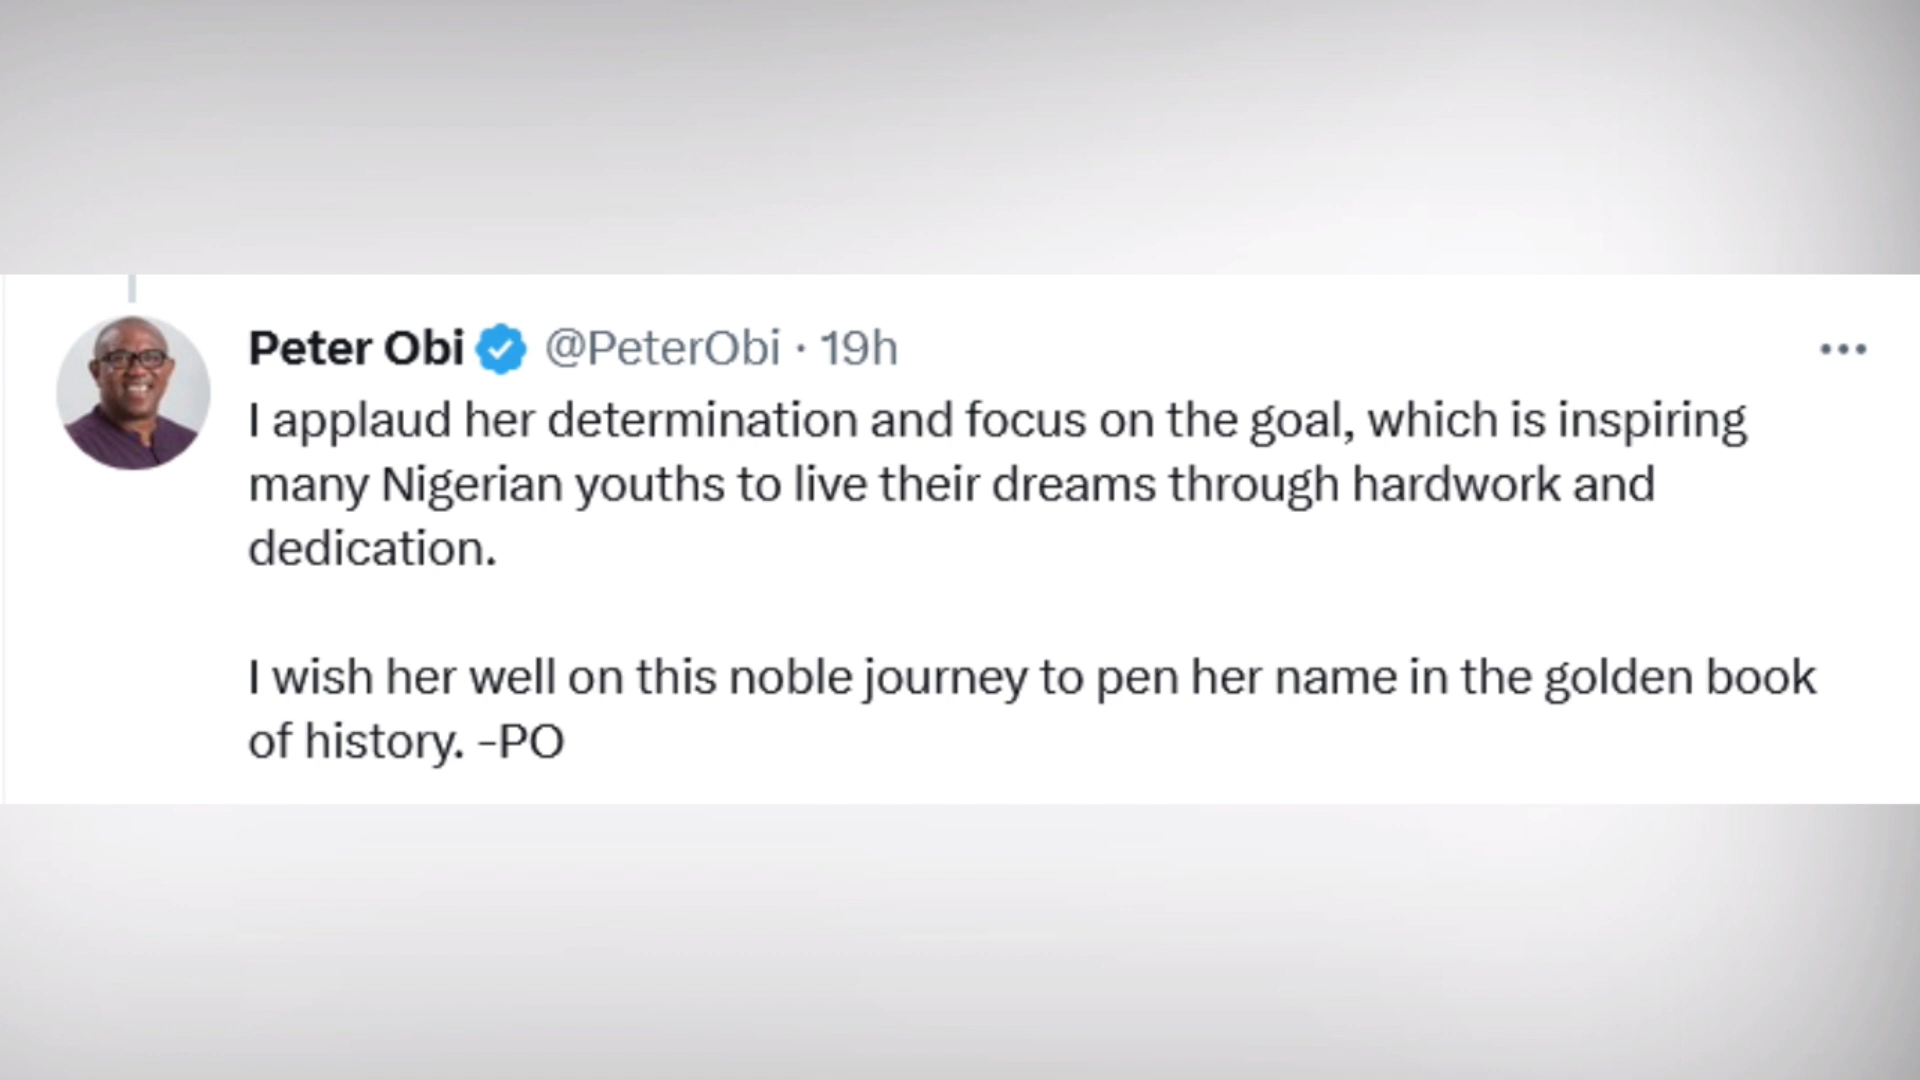 Peter Obi @PeterObi · 19h
I applaud her determination and focus on the goal, which is inspiring
many Nigerian youths to live their dreams through hardwork and
dedication.
I wish her well on this noble journey to pen her name in the golden book
of history. -PO